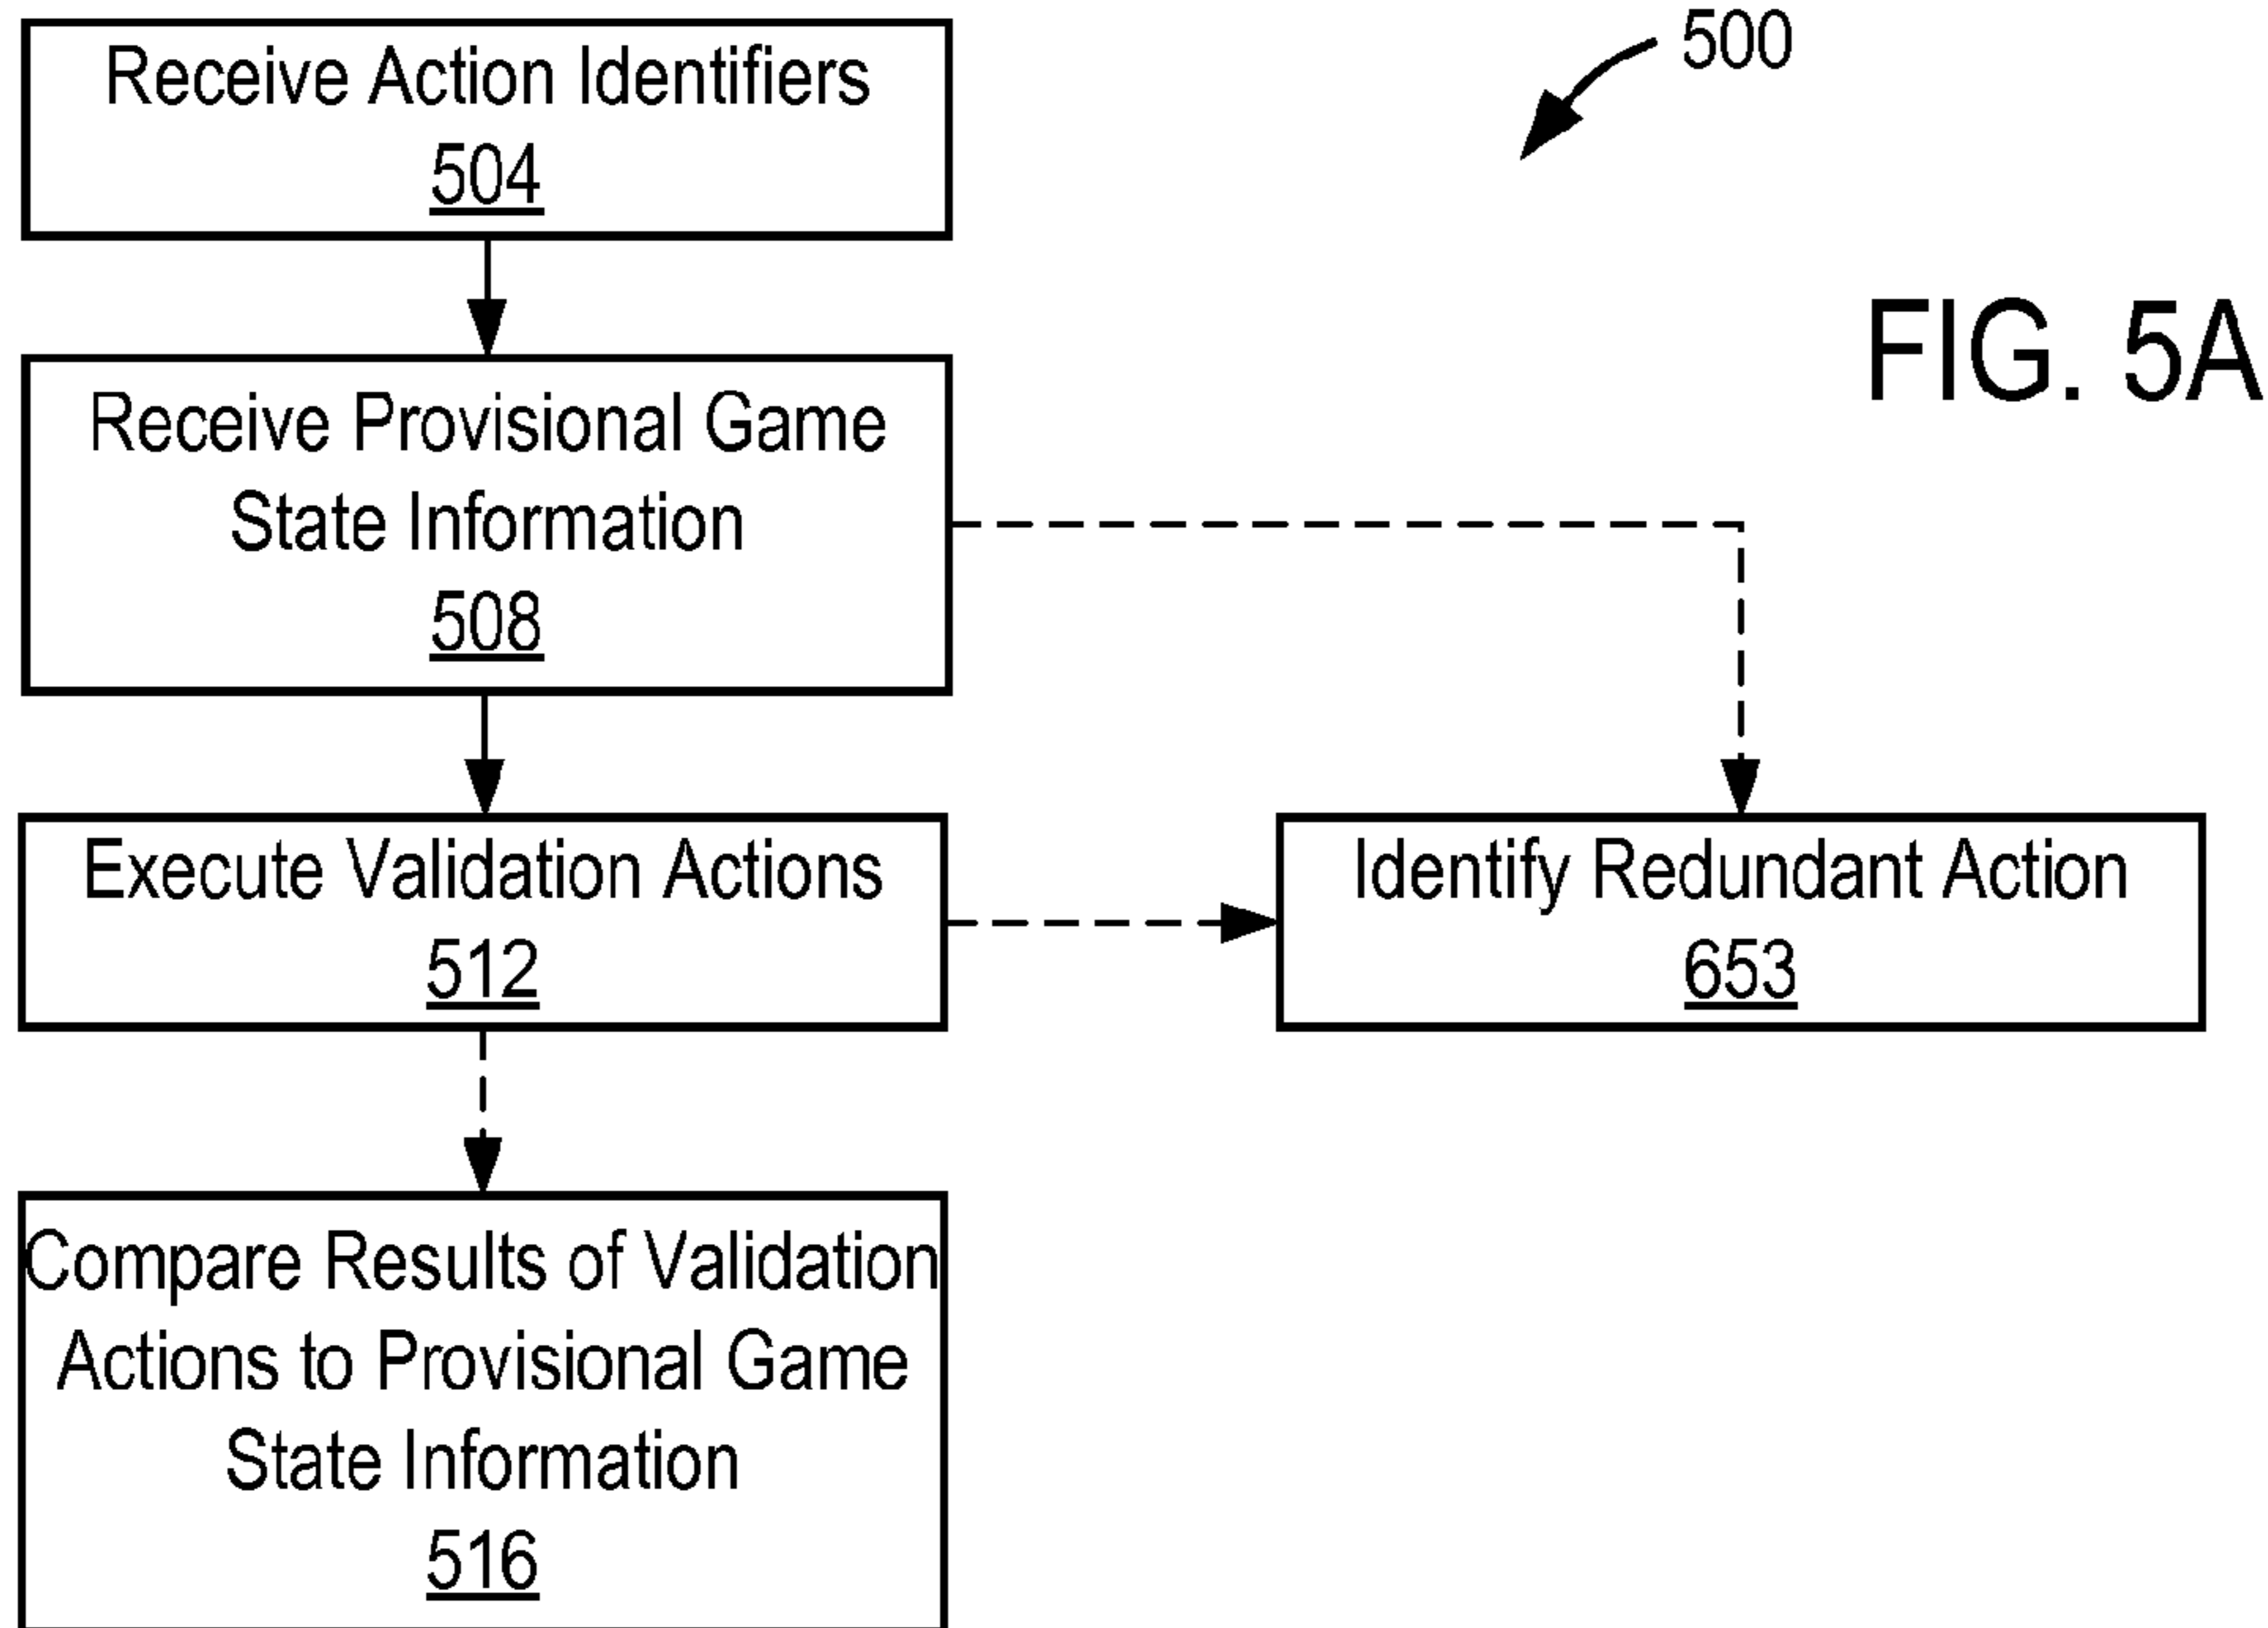 Receive Action Identifiers
504
500
FIG. 5A
Receive Provisional Game
State Information
508
Execute Validation Actions
512
Identify Redundant Action
653
Compare Results of Validation
Actions to Provisional Game
State Information
516